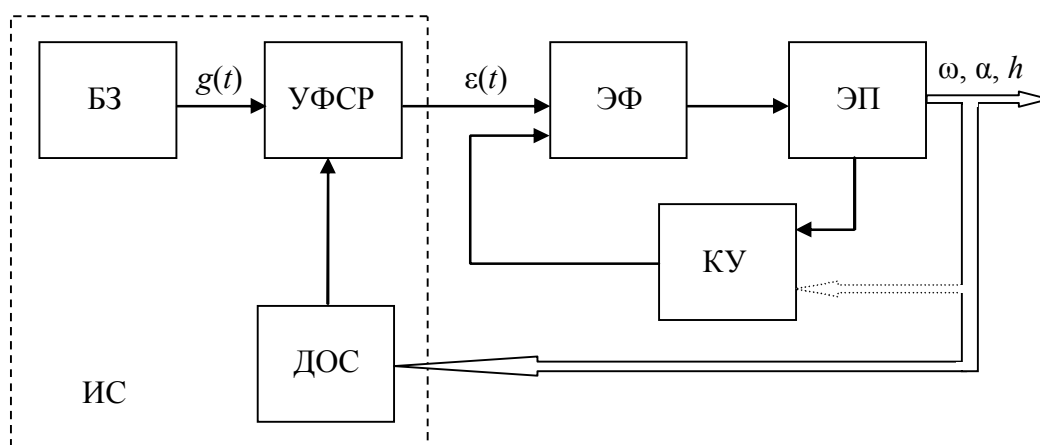 БЗ
g(t)
УФСР
ε(t)
ЭФ
ЭП
ω, α, h
КУ
ДОС
ИС